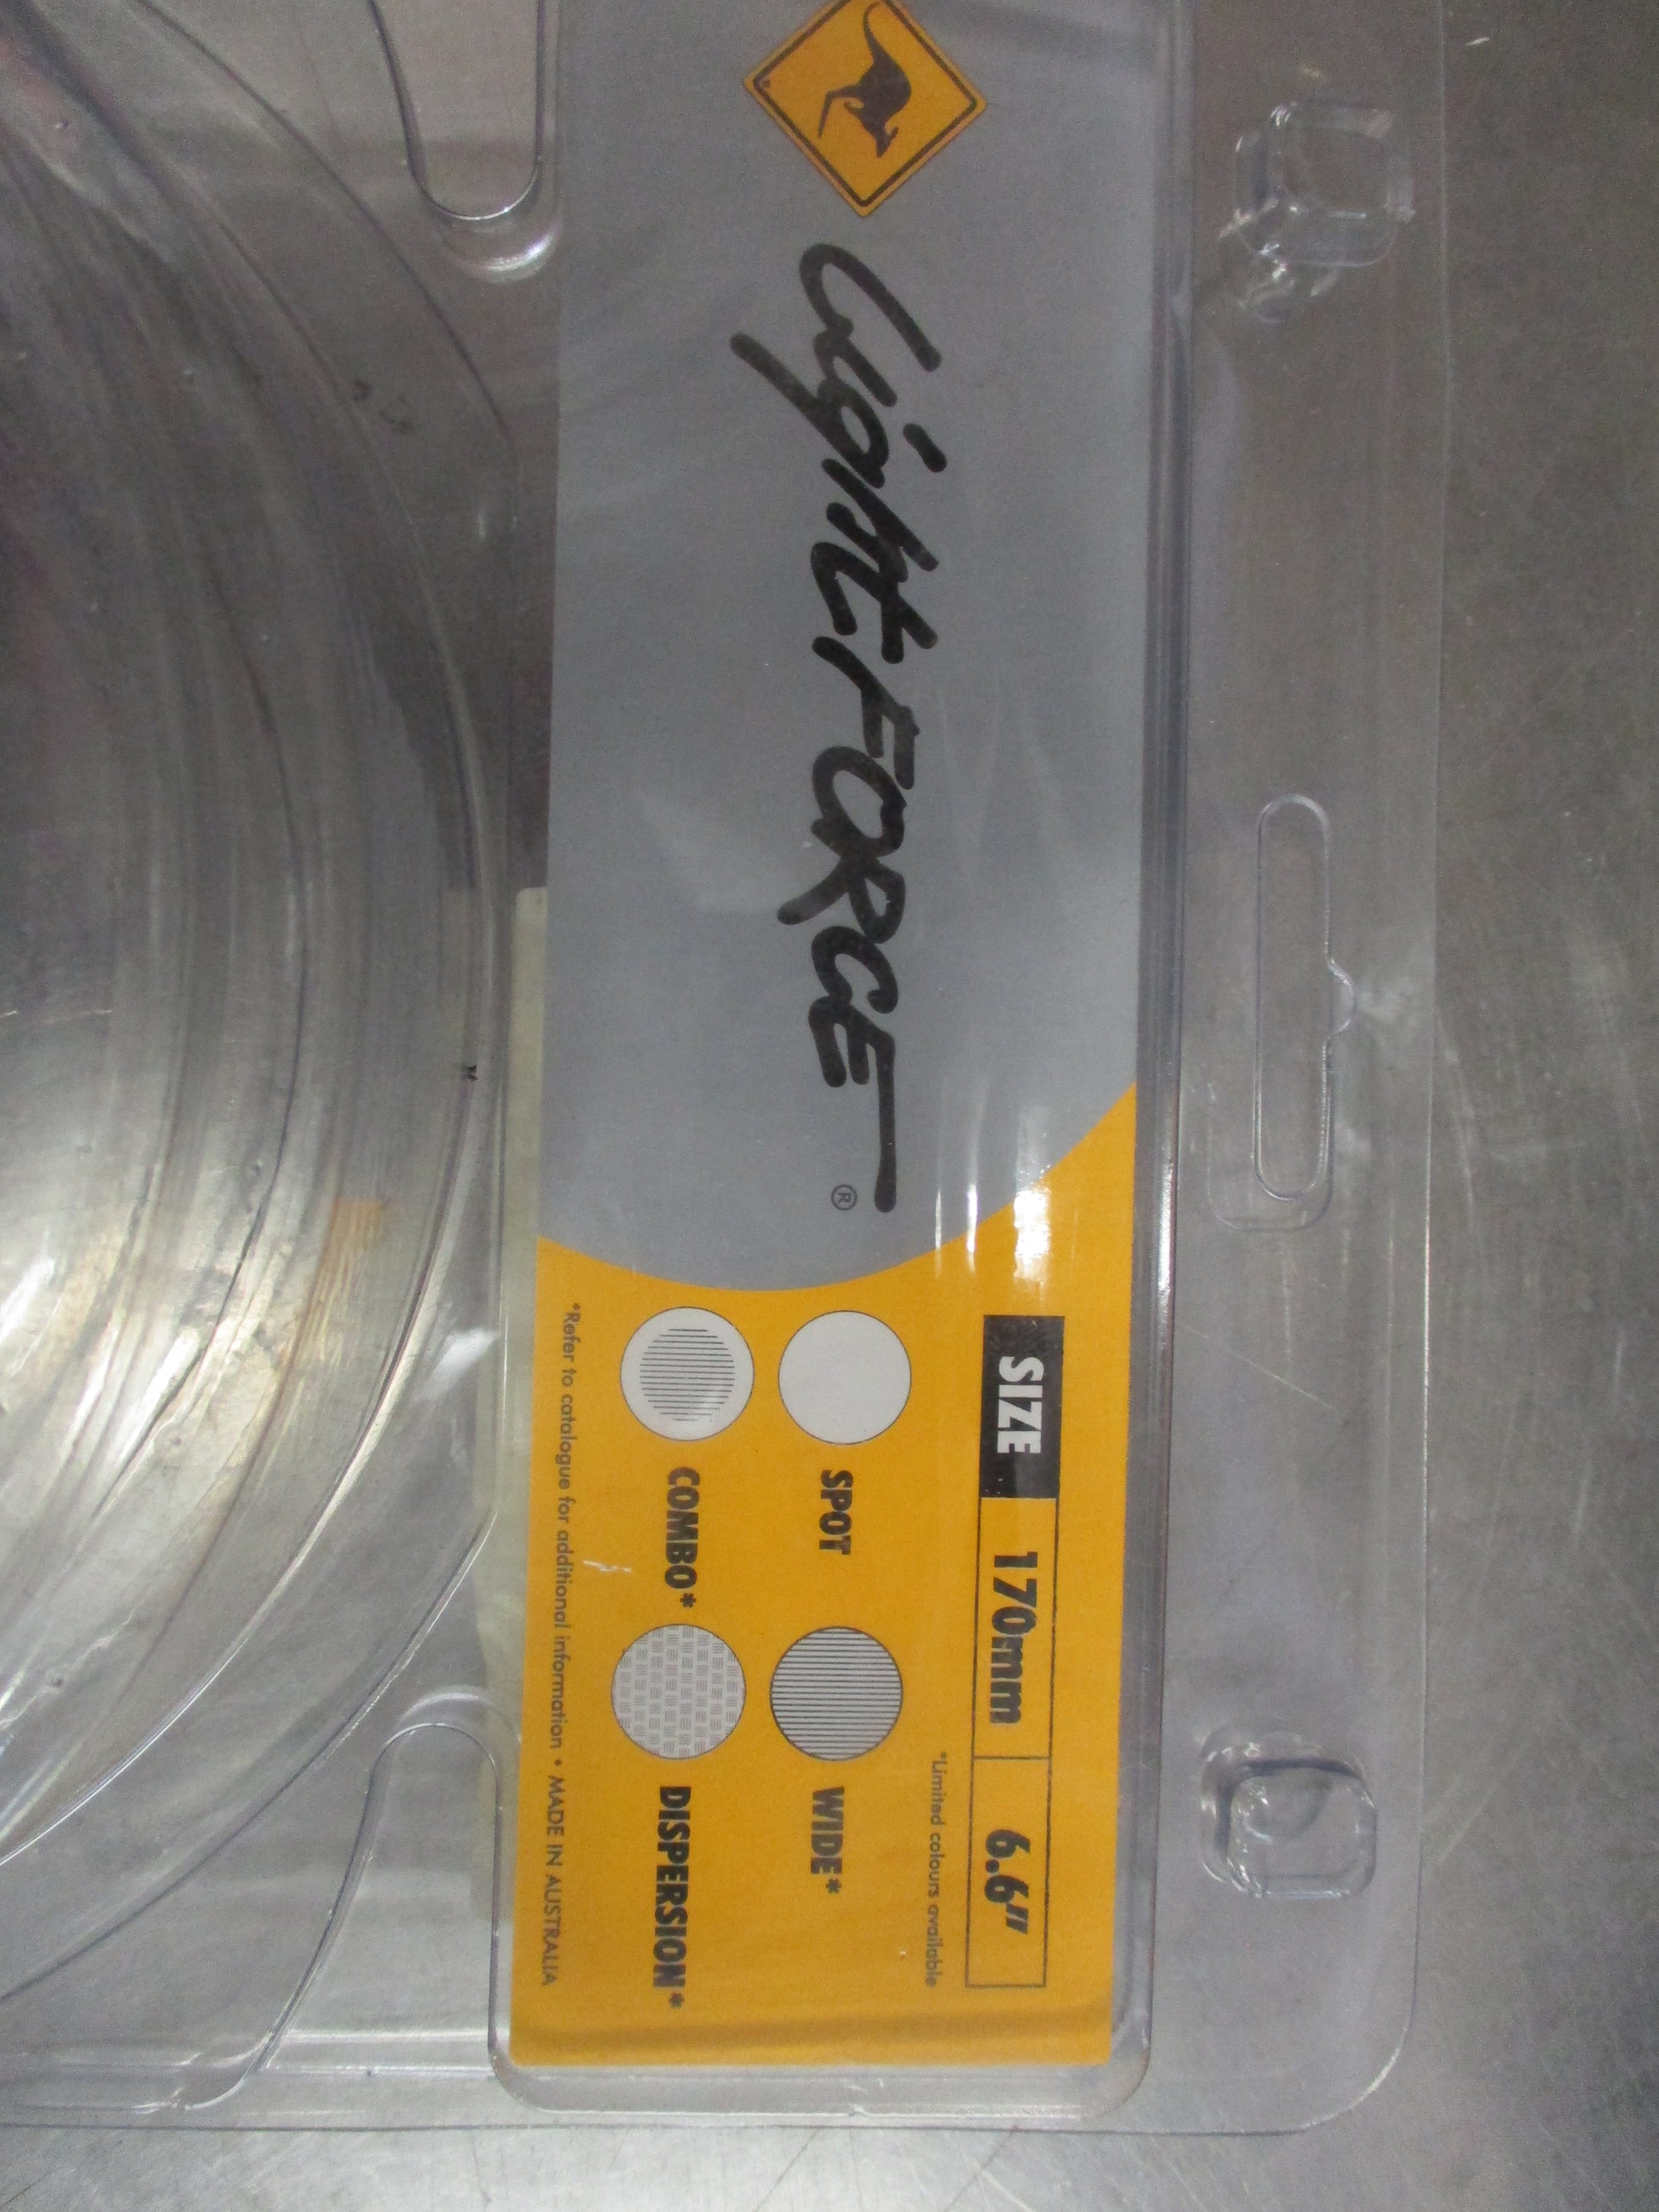 LightFORCE®
SIZE 170mm 6.6"
*Limited colours available
SPOT WIDE*
COMBO* DISPERSION*
*Refer to catalogue for additional information • MADE IN AUSTRALIA